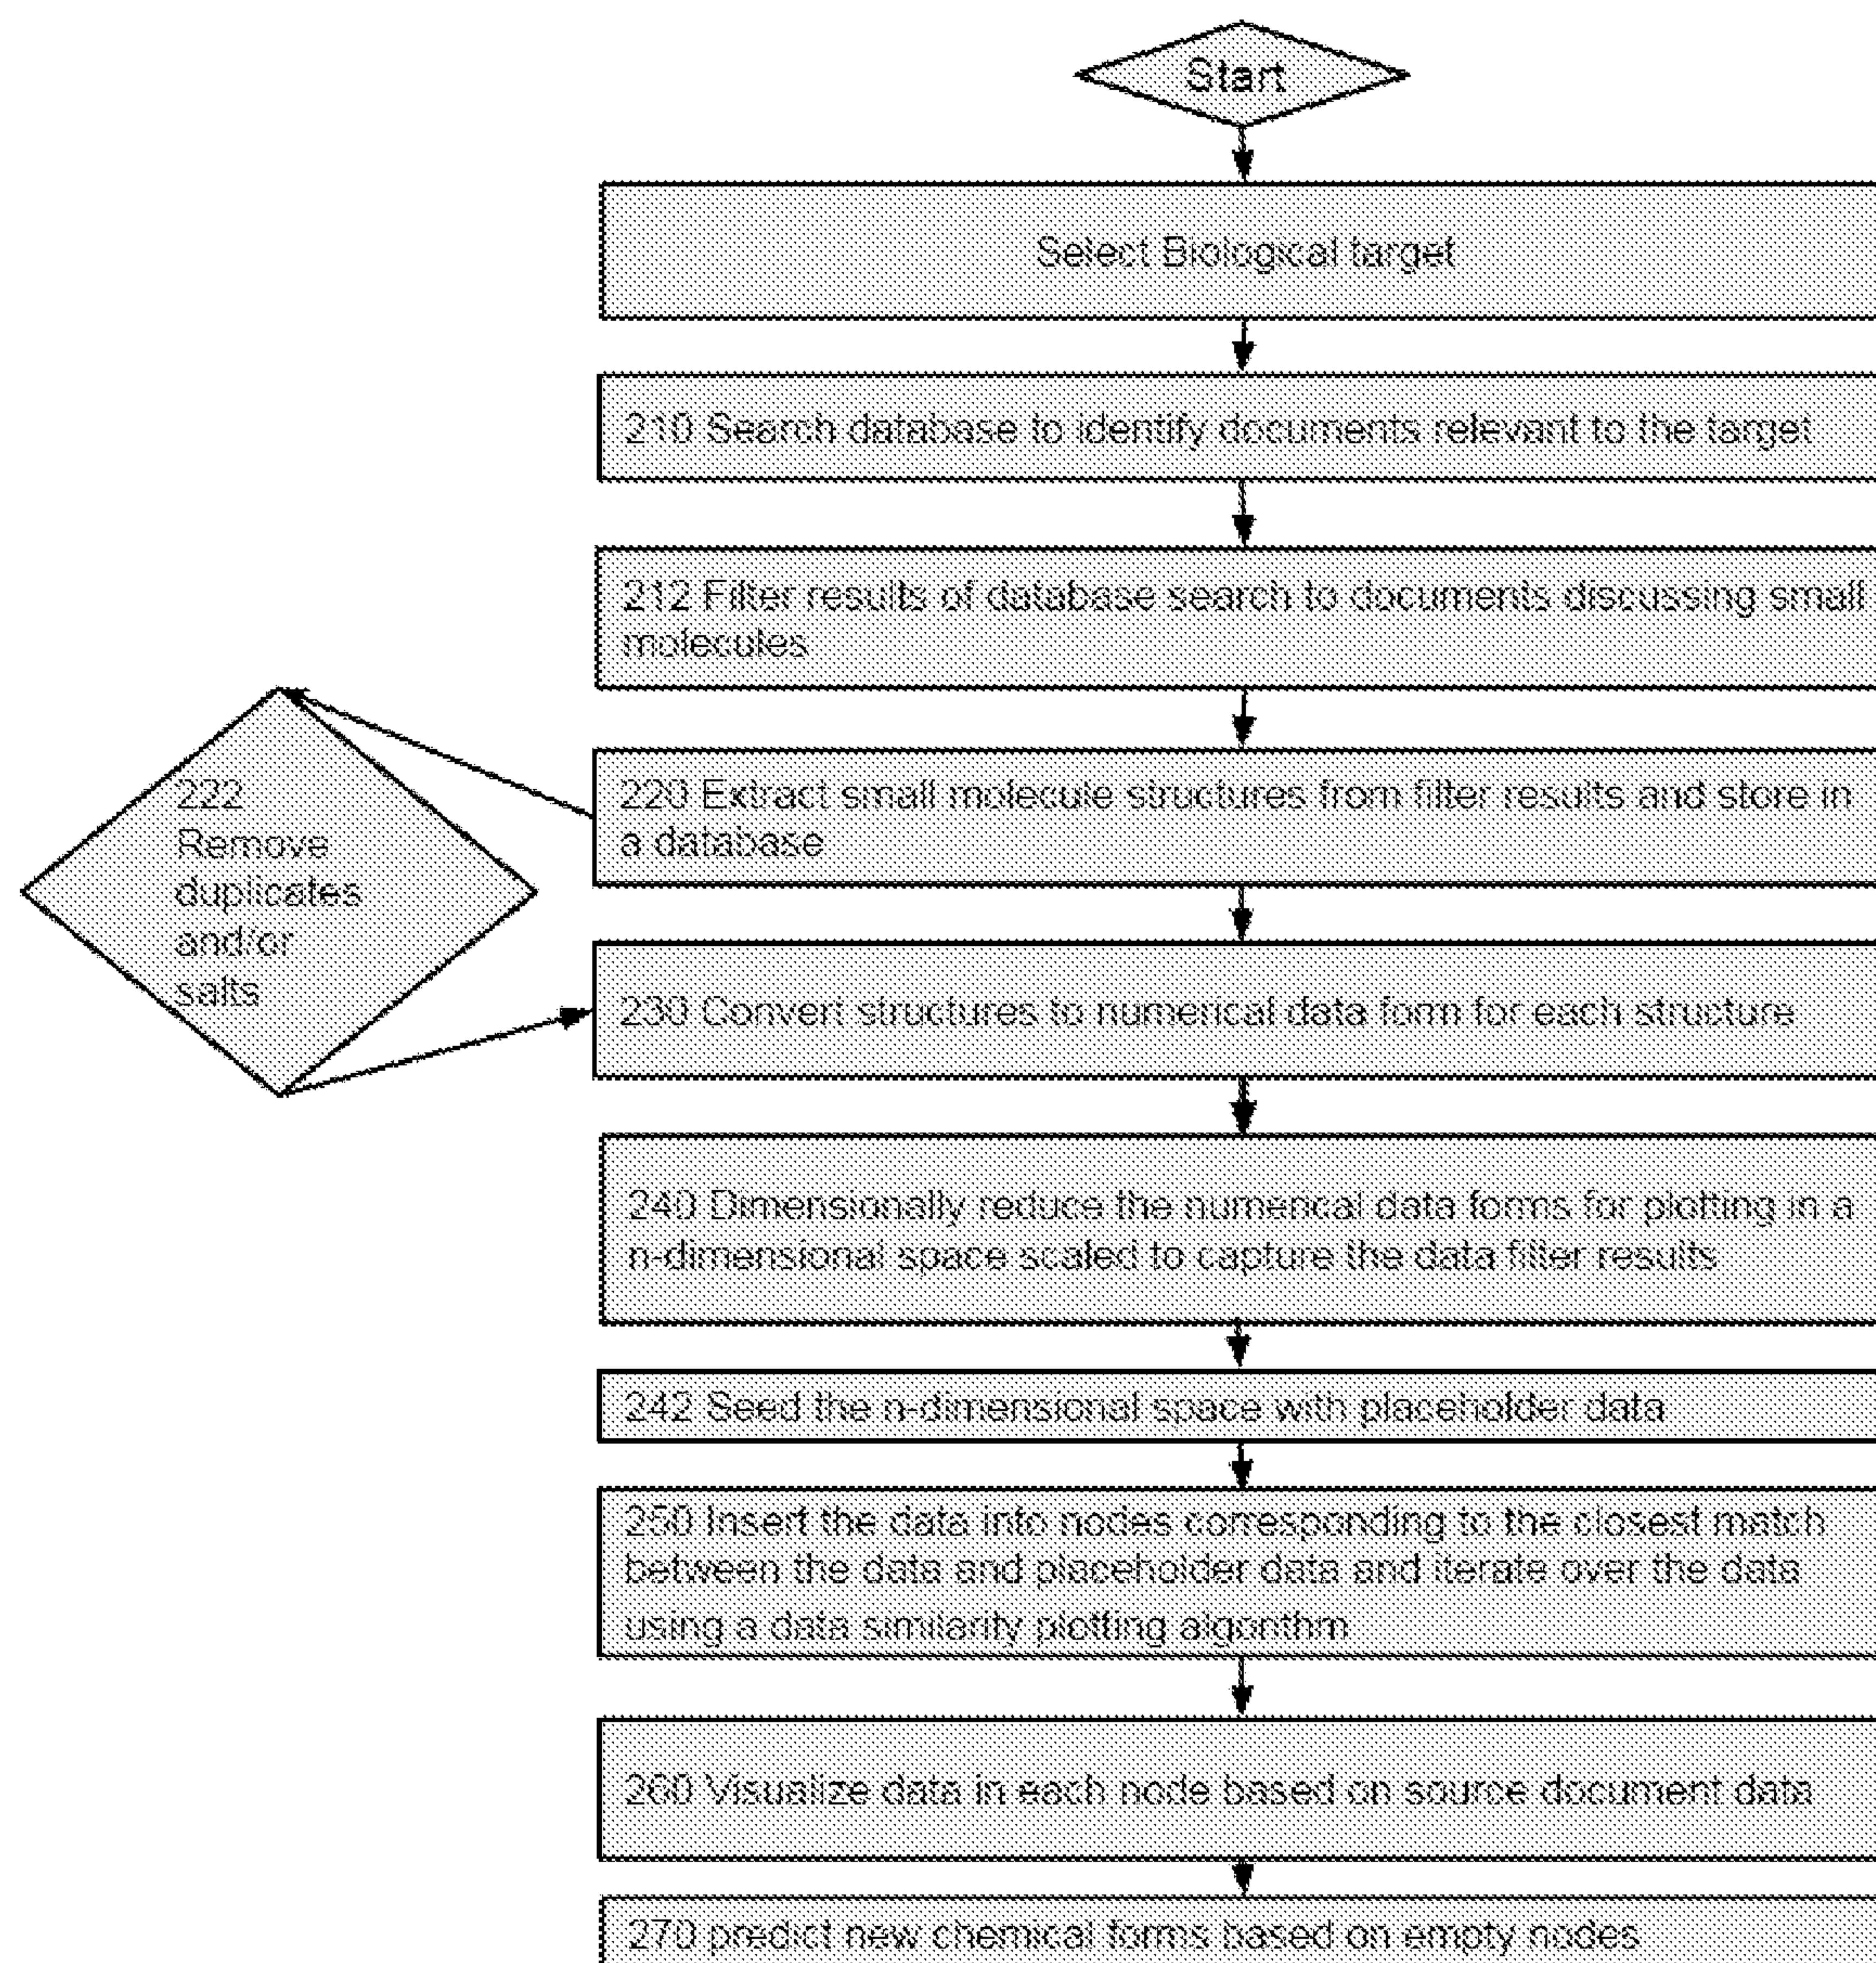 Start
Select Biological target
210 Search database to identify documents relevant to the target
212 Filter results of database search to documents discussing small
molecules
220 Extract small molecule structures from filter results and store in
a database
222
Remove
duplicates
and/or
salts
230 Convert structures to numerical data form for each structure
240 Dimensionally reduce the numerical data forms for plotting in a
n-dimensional space scaled to capture the data filter results
242 Seed the n-dimensional space with placeholder data
250 Insert the data into nodes corresponding to the closest match
between the data and placeholder data and iterate over the data
using a data similarity plotting algorithm
260 Visualize data in each node based on source document data
270 predict new chemical forms based on empty nodes